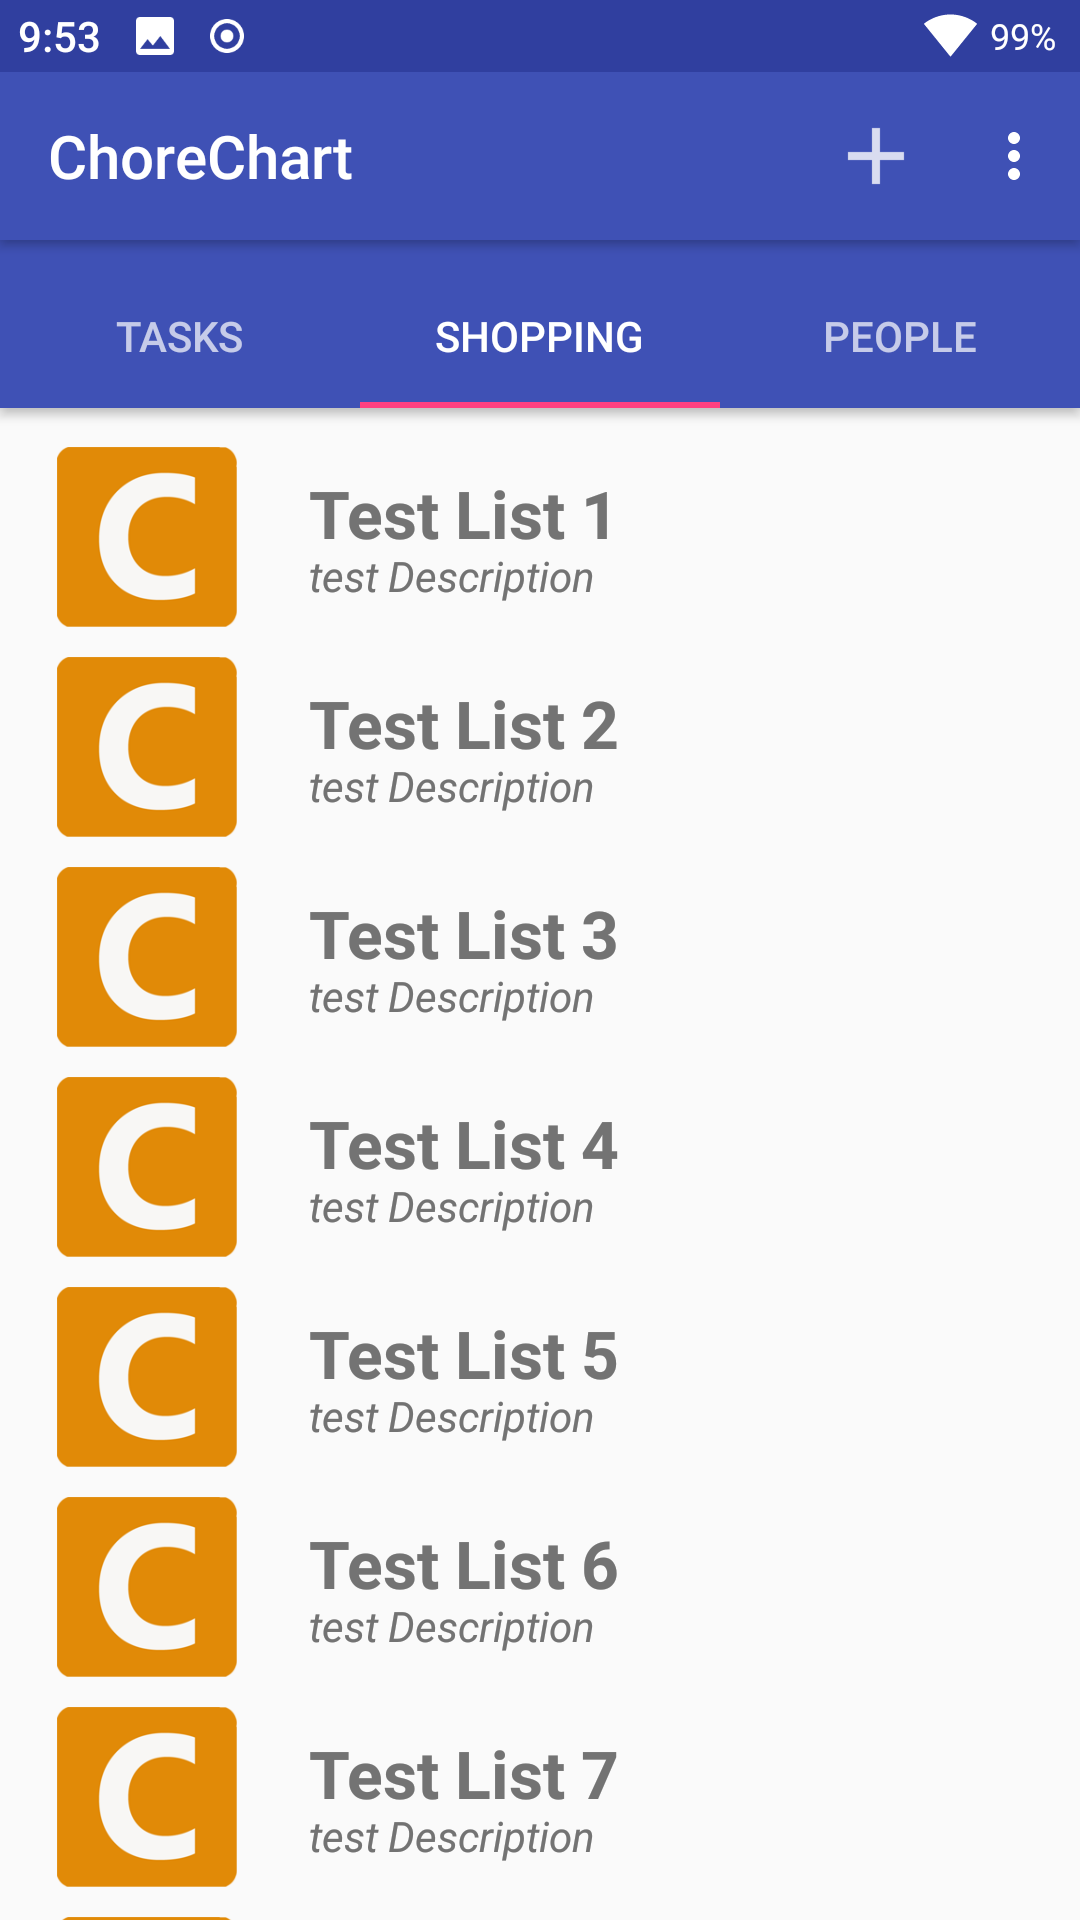 9:53 99%
ChoreChart
TASKS SHOPPING PEOPLE
C
Test List 1
test Description
C
Test List 2
test Description
C
Test List 3
test Description
C
Test List 4
test Description
C
Test List 5
test Description
C
Test List 6
test Description
C
Test List 7
test Description